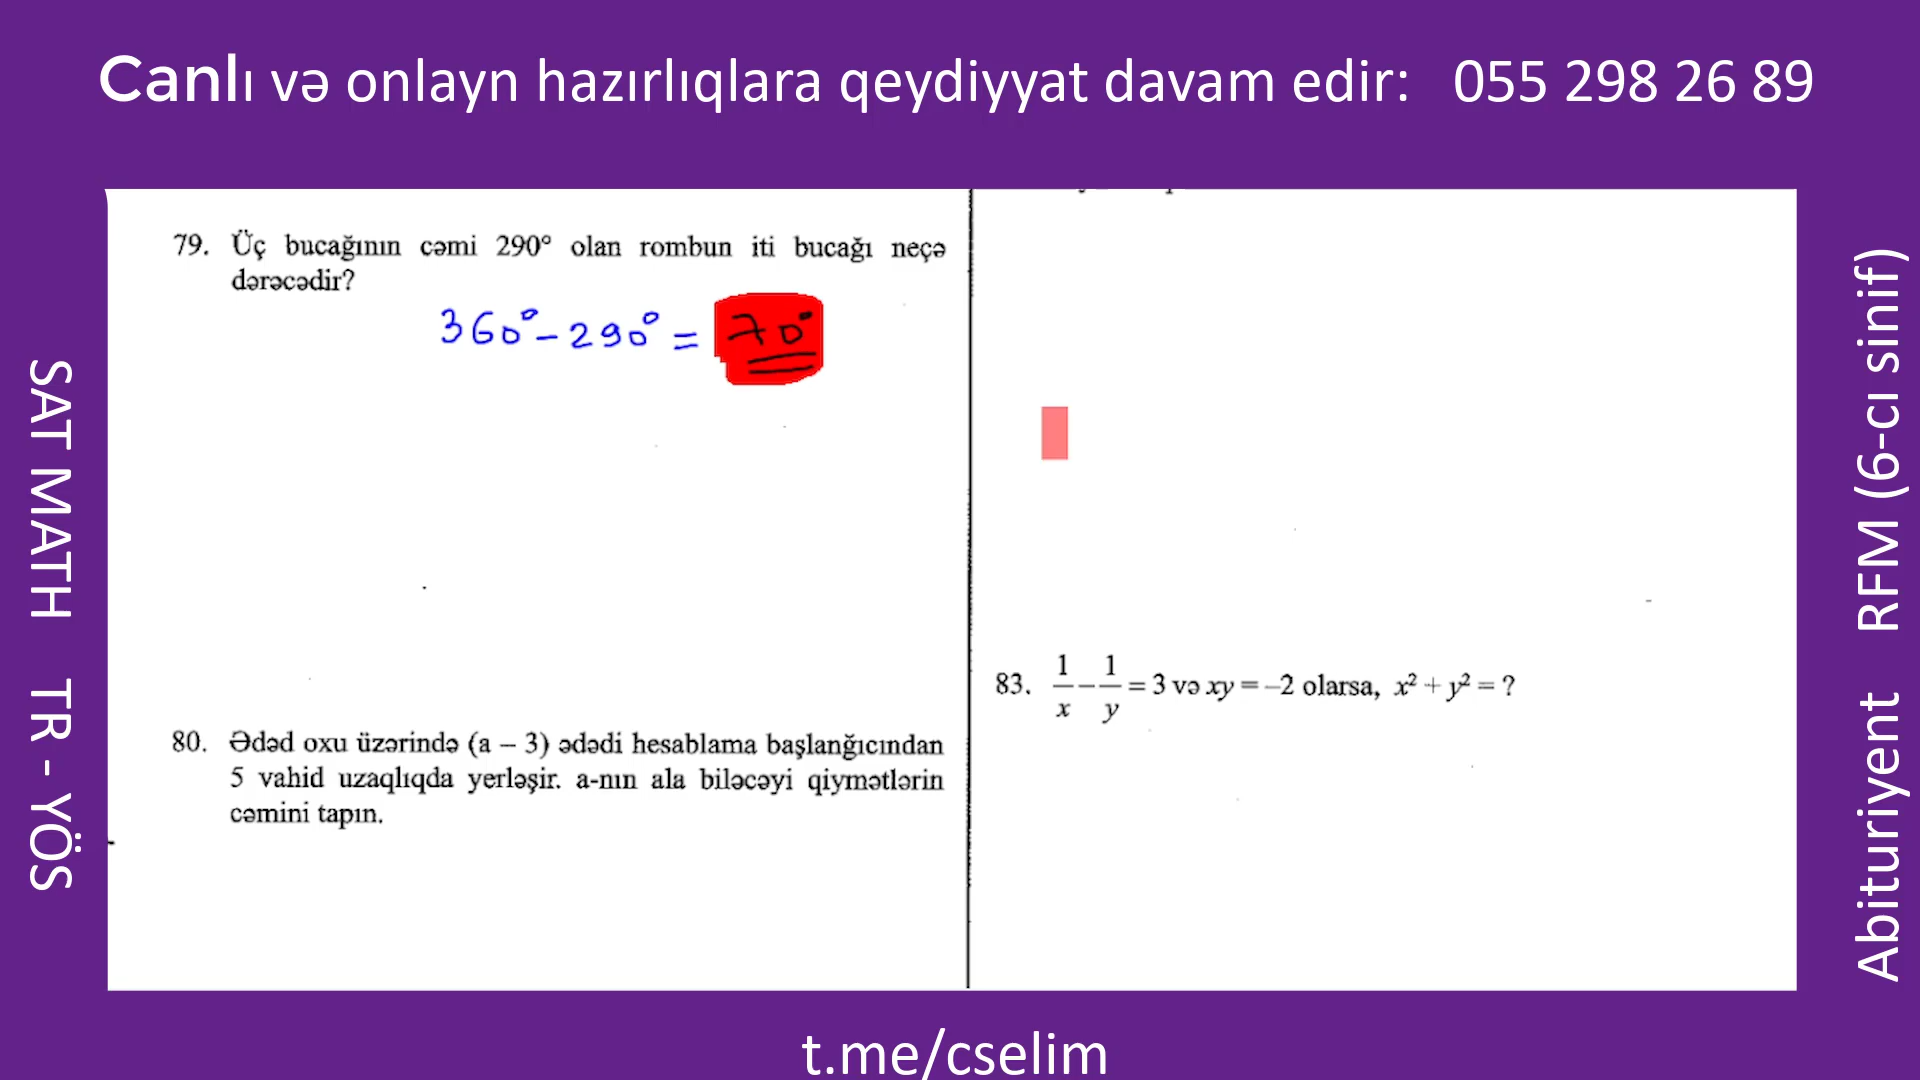 Canlı və onlayn hazırlıqlara qeydiyyat davam edir: 055 298 26 89
SAT MATH TR - YÖS
79. Üç bucağının cəmi 290° olan rombun iti bucağı neçə
dərəcədir?
360° – 290° = 70°
80. Ədəd oxu üzərində (a – 3) ədədi hesablama başlanğıcından
5 vahid uzaqlıqda yerləşir. a-nın ala biləcəyi qiymətlərin
cəmini tapın.
83. 1/x – 1/y = 3 və xy = –2 olarsa, x² + y² = ?
Abituriyent RFM (6-cı sinif)
t.me/cselim